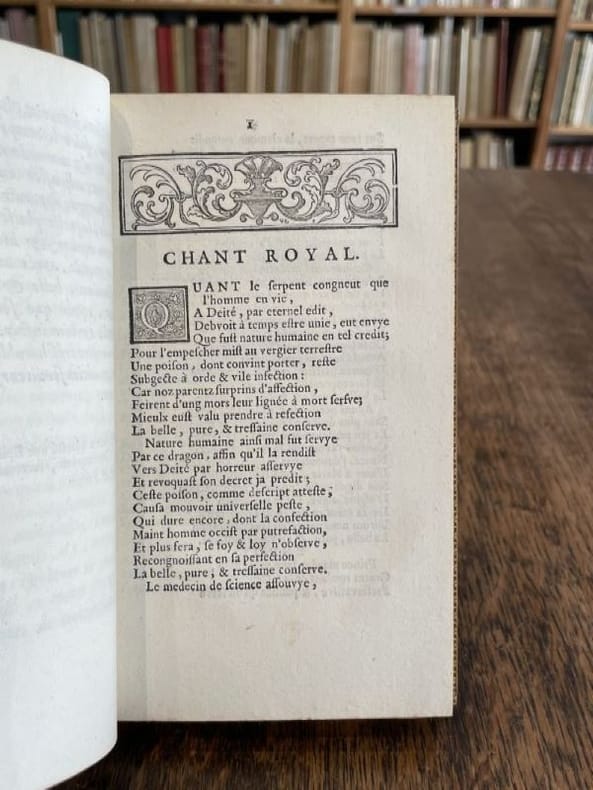 CHANT ROYAL.
QUANT le serpent congneut que
l'homme en vie,
A Deité, par eternel edit,
Debvoit à temps estre unie, eut envye
Que fust nature humaine en tel credit;
Pour l'empescher mist au vergier terrestre
Une poison, dont convint porter, reste
Subgecte à orde & vile infection:
Car noz parentz surprins d'affection,
Feirent d'ung mors leur lignée à mort serfve;
Mieulx eust valu prendre à refection
La belle, pure, & tressaine conserve.
Nature humaine ainsi mal fut servye
Par ce dragon, affin qu'il la rendist
Vers Deité par horreur asservye
Et revoquast son decret ja predit;
Ceste poison, comme descript atteste,
Causa mouvoir universelle peste,
Qui dure encore, dont la confection
Maint homme occist par putrefaction,
Et plus sera, se foy & loy n'observe,
Recongnoissant en sa perfection
La belle, pure, & tressaine conserve.
Le medecin de science assouvye,